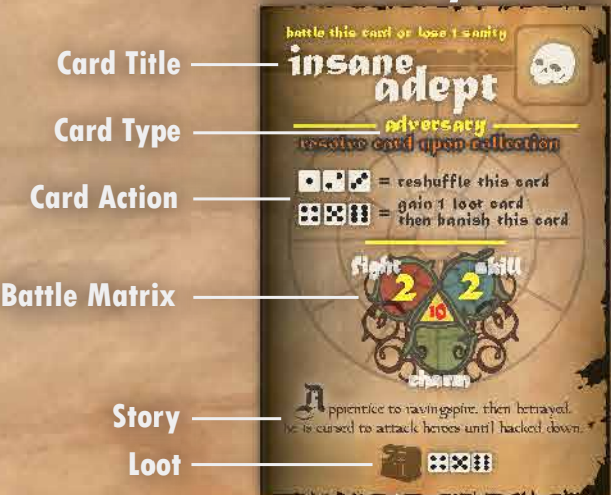 battle this card or lose 1 sanity
insane
adept
Card Title
adversary
Card Type
resolve card upon collection
= reshuffle this card
Card Action
= gain 1 loot card
then banish this card
fight
skill
2
2
Battle Matrix
10
charm
Apprentice to ravingspire, then betrayed.
Story
he is cursed to attack heroes until hacked down.
Loot